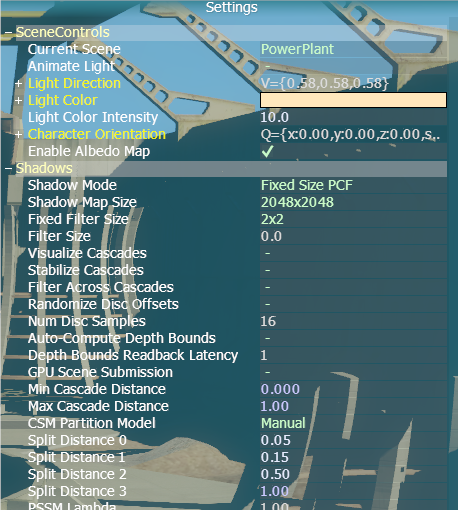 Settings
− SceneControls
Current Scene PowerPlant
Animate Light -
+ Light Direction V={0.58,0.58,0.58}
+ Light Color
Light Color Intensity 10.0
+ Character Orientation Q={x:0.00,y:0.00,z:0.00,s,..
Enable Albedo Map ✓
− Shadows
Shadow Mode Fixed Size PCF
Shadow Map Size 2048x2048
Fixed Filter Size 2x2
Filter Size 0.0
Visualize Cascades -
Stabilize Cascades -
Filter Across Cascades -
Randomize Disc Offsets -
Num Disc Samples 16
Auto-Compute Depth Bounds -
Depth Bounds Readback Latency 1
GPU Scene Submission -
Min Cascade Distance 0.000
Max Cascade Distance 1.00
CSM Partition Model Manual
Split Distance 0 0.05
Split Distance 1 0.15
Split Distance 2 0.50
Split Distance 3 1.00
PSSM Lambda 1.00